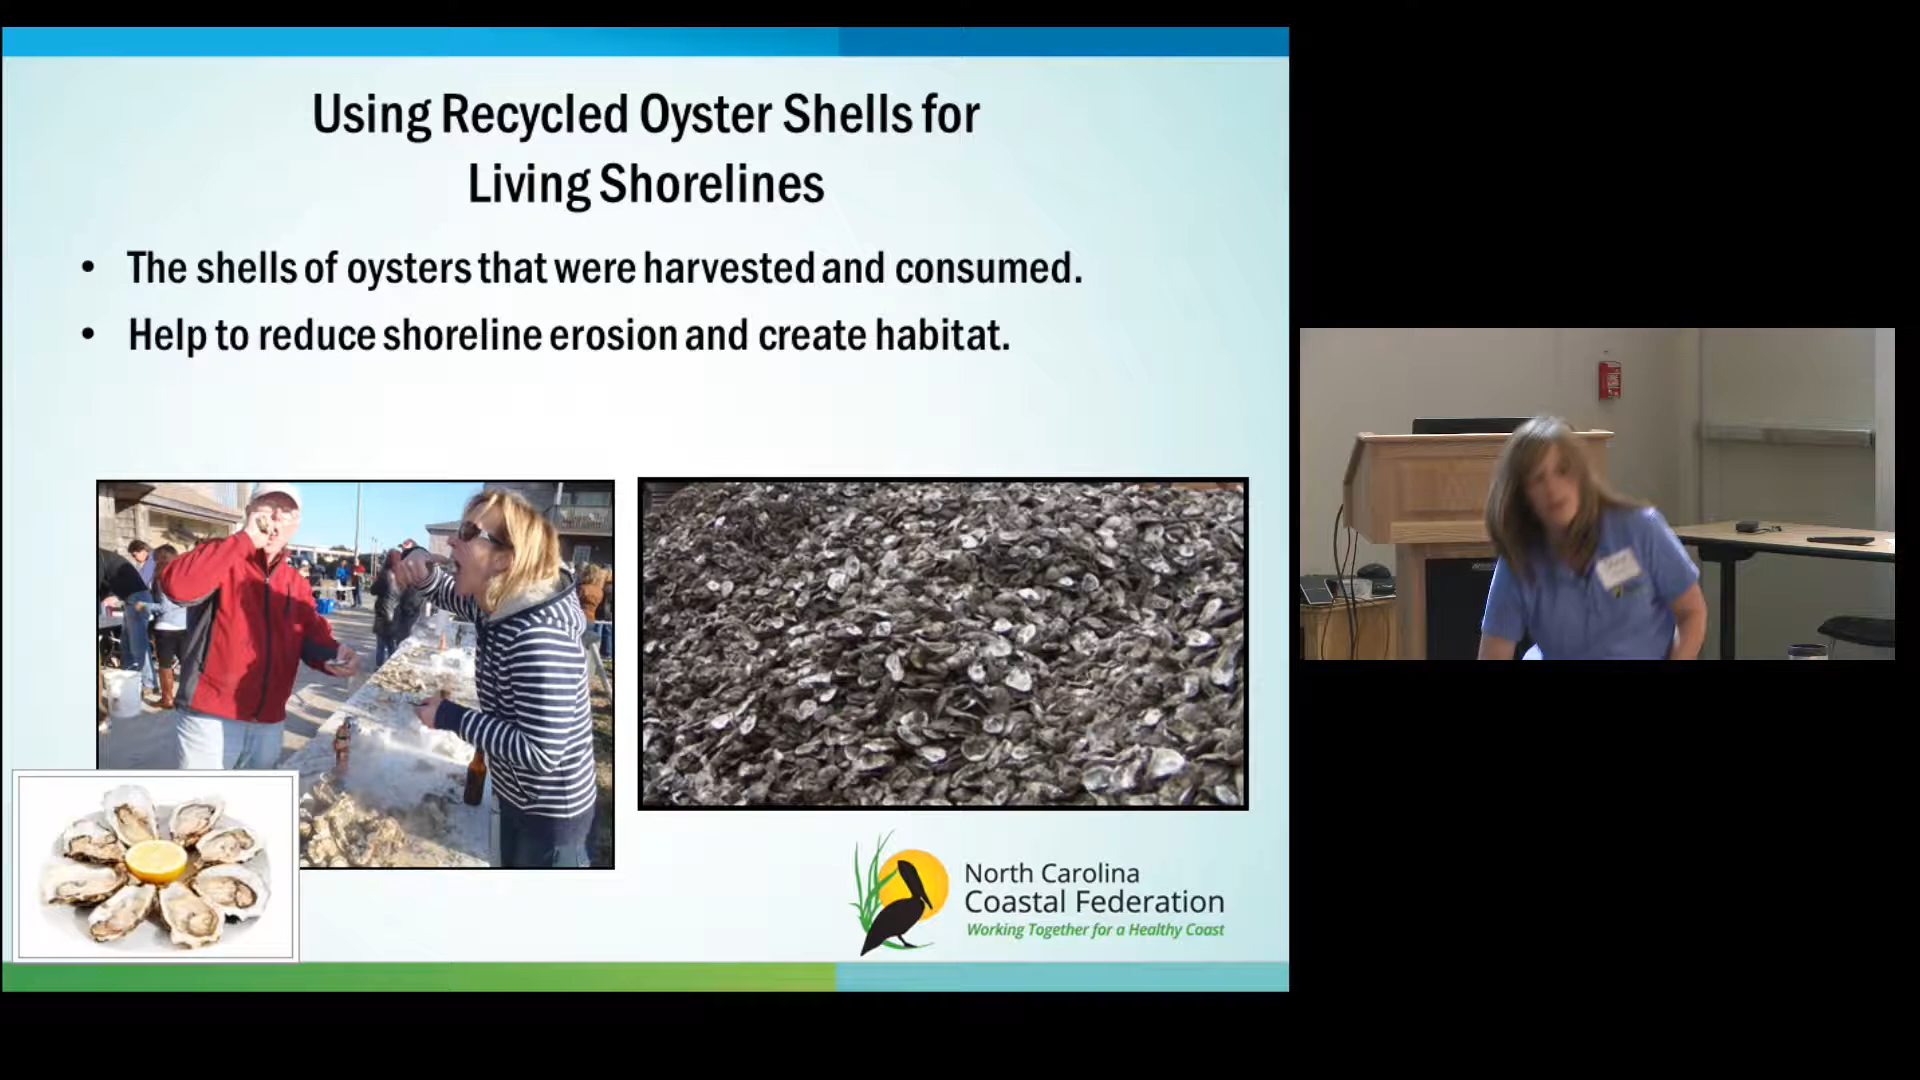 Using Recycled Oyster Shells for
Living Shorelines
• The shells of oysters that were harvested and consumed.
• Help to reduce shoreline erosion and create habitat.
North Carolina
Coastal Federation
Working Together for a Healthy Coast